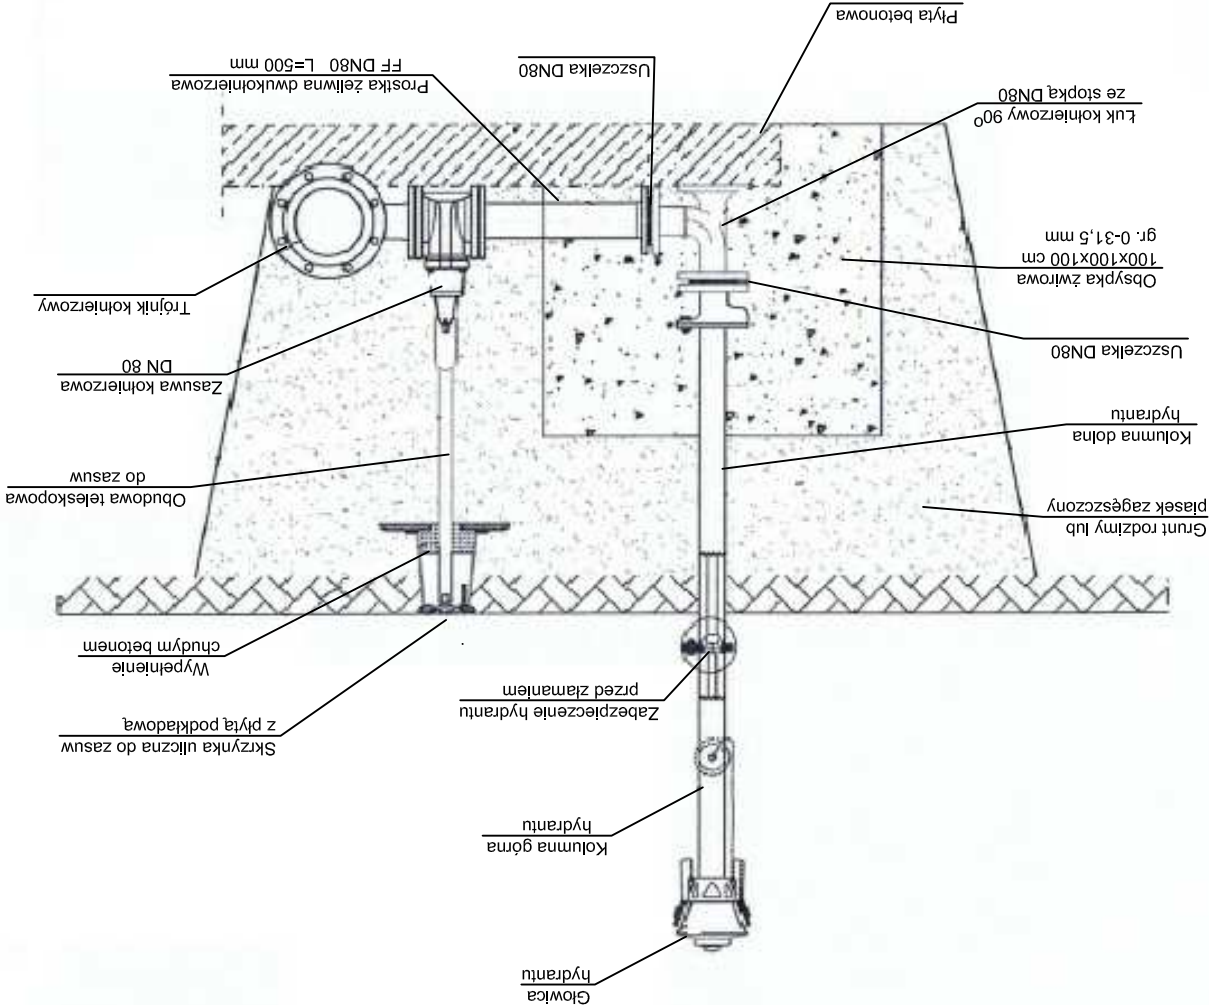 Głowica
hydrantu
Kolumna górna
hydrantu
Skrzynka uliczna do zasuw
z płytą podkładową
Zabezpieczenie hydrantu
przed złamaniem
Wypełnienie
chudym betonem
Grunt rodzimy lub
piasek zagęszczony
Obudowa teleskopowa
do zasuw
Kolumna dolna
hydrantu
Zasuwa kołnierzowa
DN 80
Uszczelka DN80
Trójnik kołnierzowy
Obsypka żwirowa
100x100x100 cm
gr. 0-31,5 mm
Łuk kołnierzowy 90º
ze stopką DN80
Prostka żeliwna dwukołnierzowa
FF DN80 L=500 mm
Uszczelka DN80
Płyta betonowa